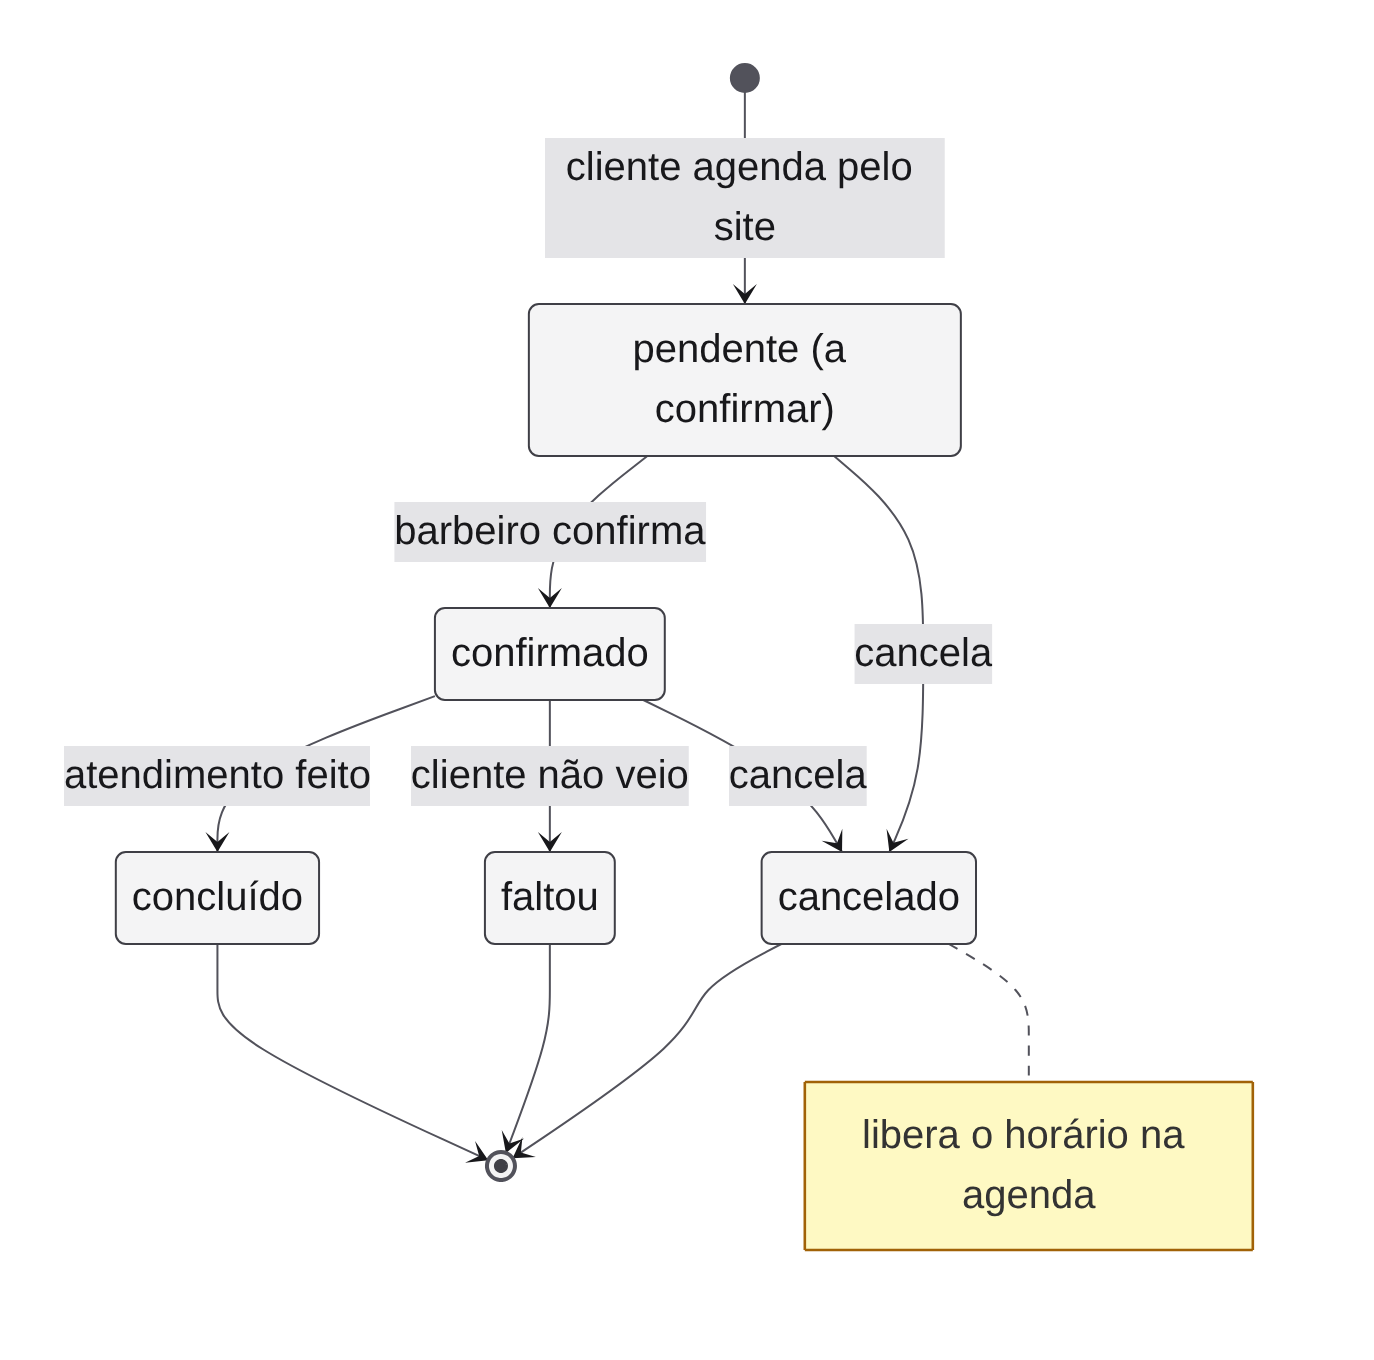 cliente agenda pelo
site
pendente (a
confirmar)
barbeiro confirma
confirmado
cancela
atendimento feito
cliente não veio
cancela
concluído
faltou
cancelado
libera o horário na
agenda